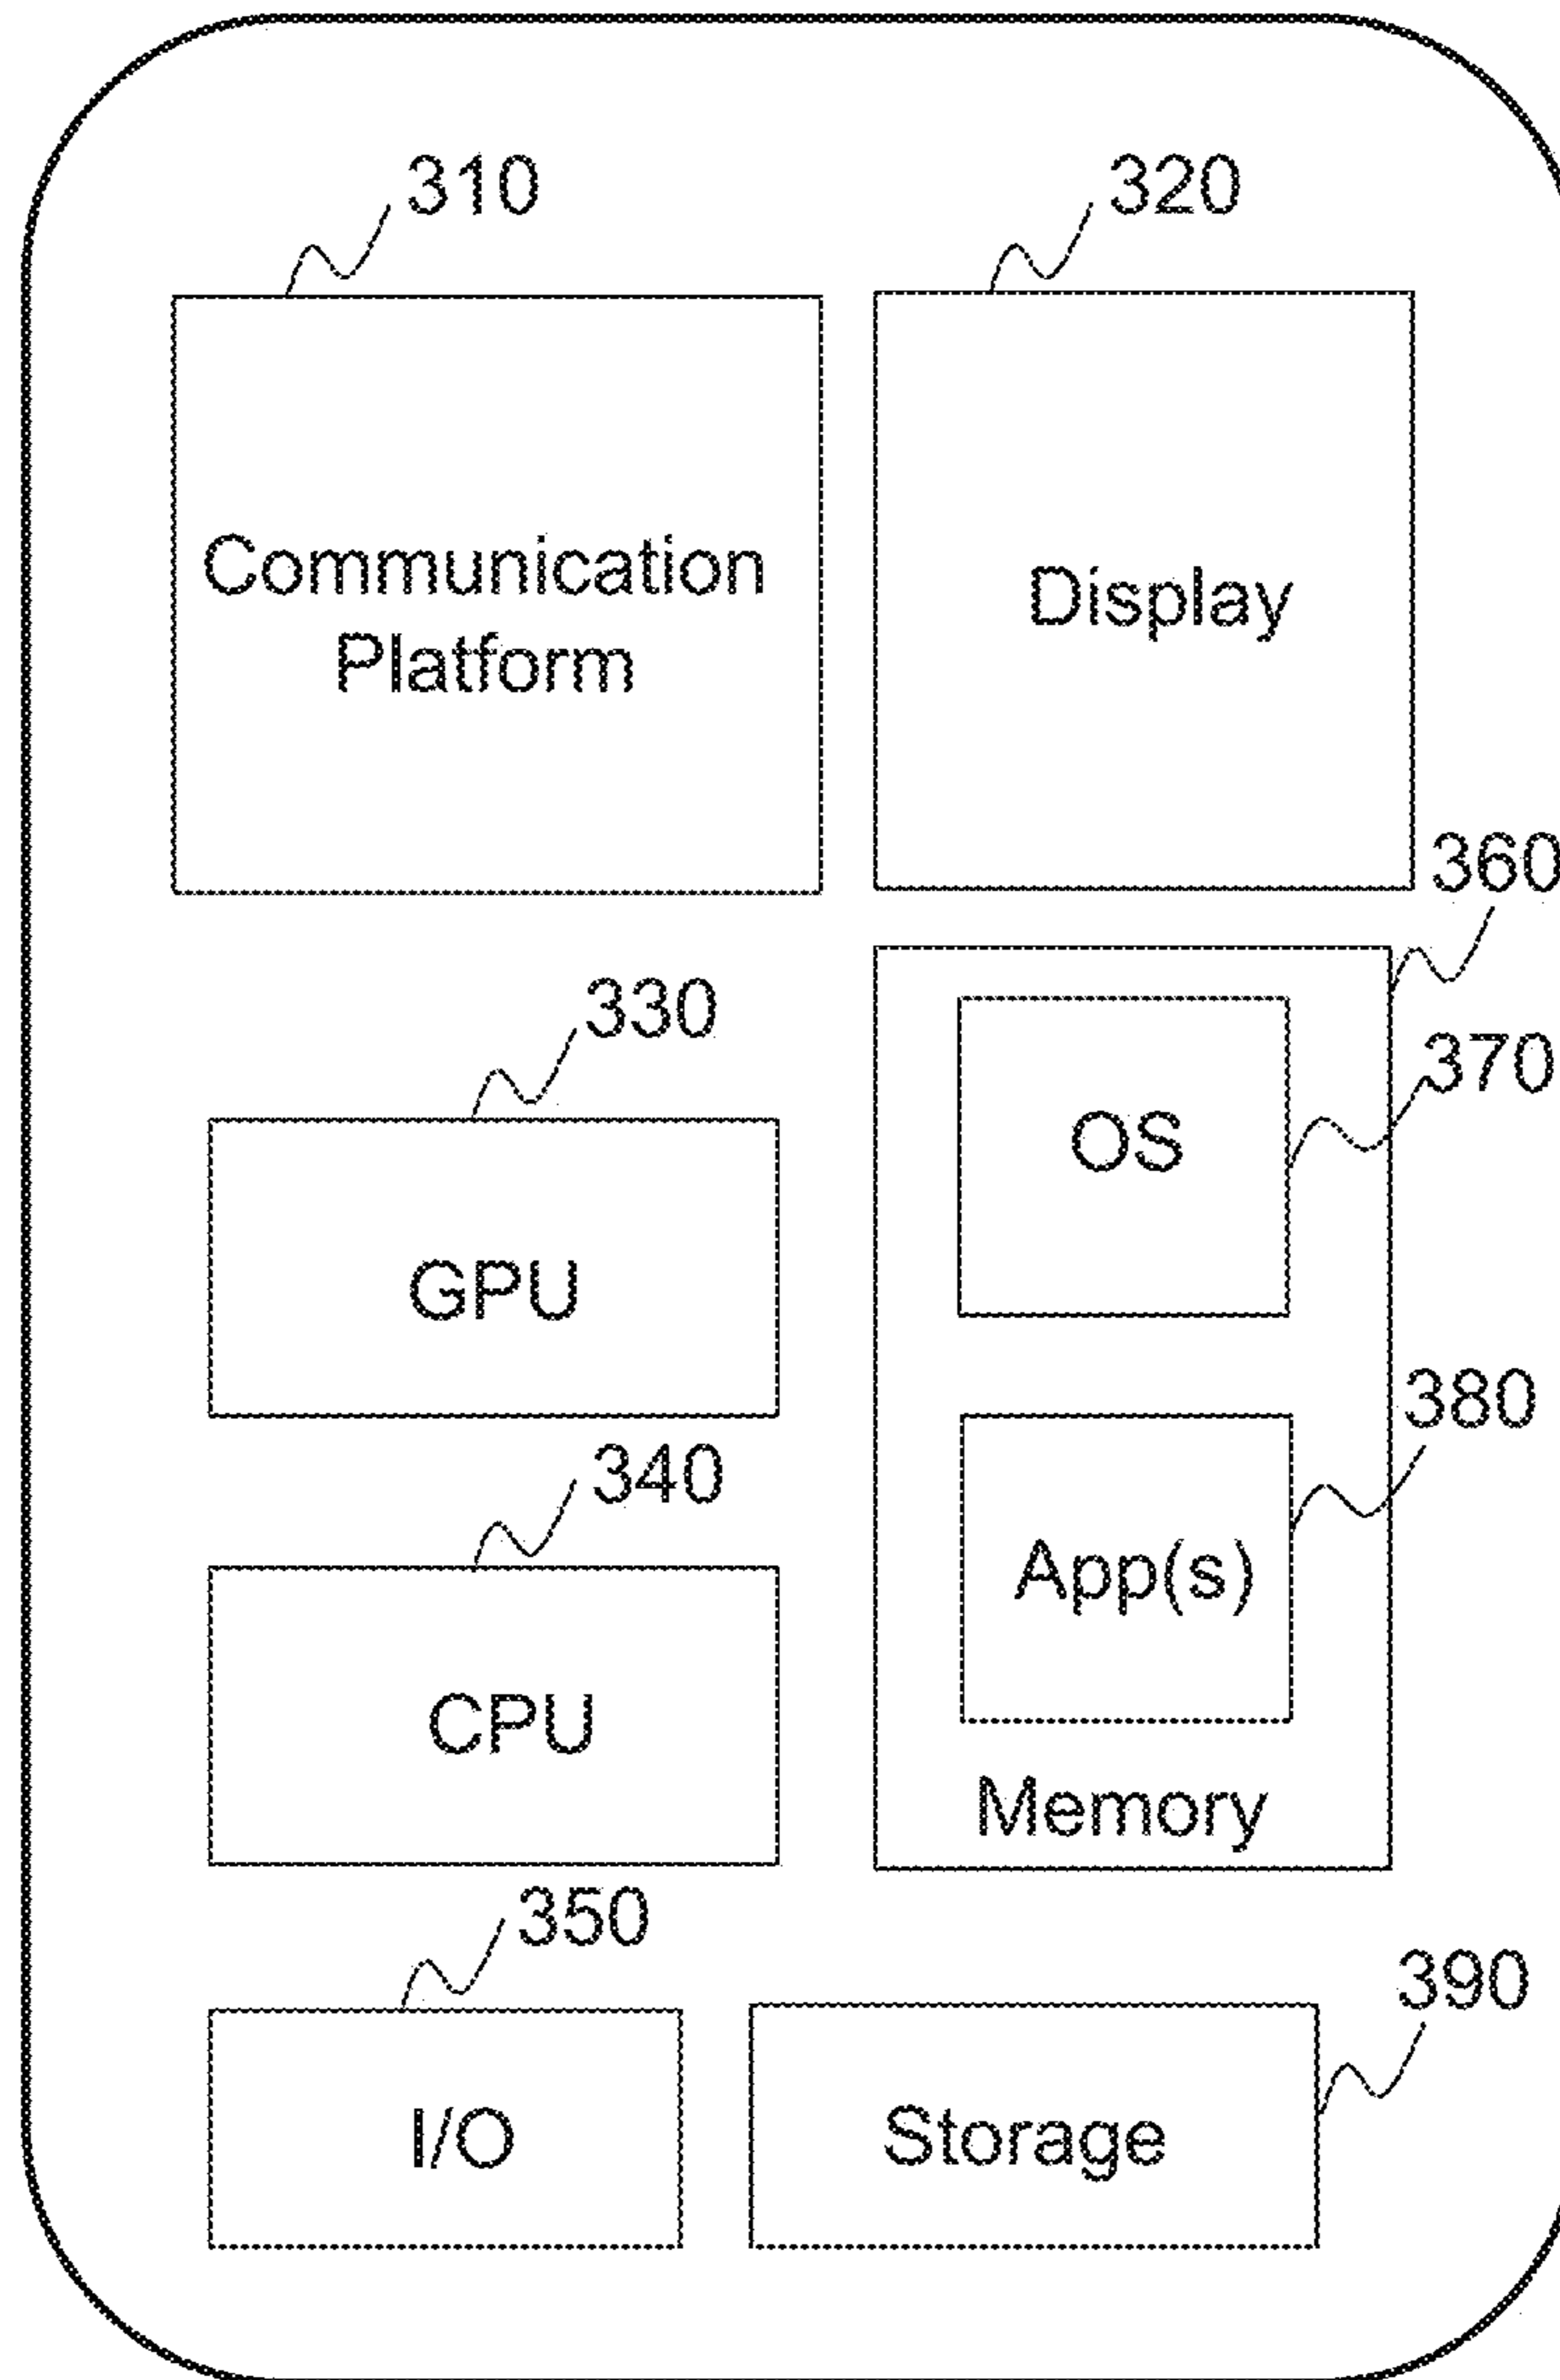 310
320
Communication
Platform
Display
360
330
370
OS
GPU
380
340
App(s)
CPU
Memory
350
390
I/O
Storage